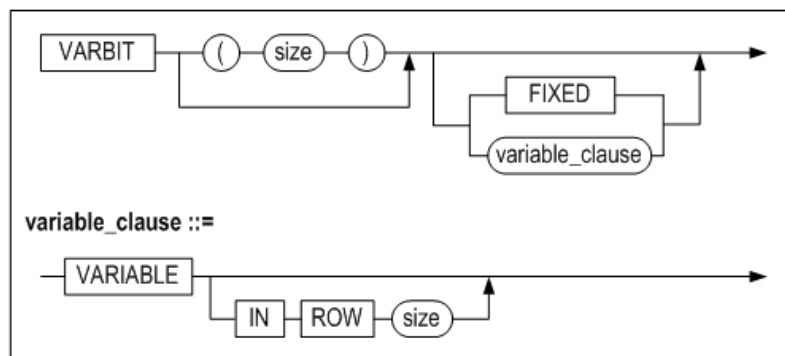 VARBIT ( size )
FIXED
variable_clause
variable_clause ::=
VARIABLE
IN ROW size